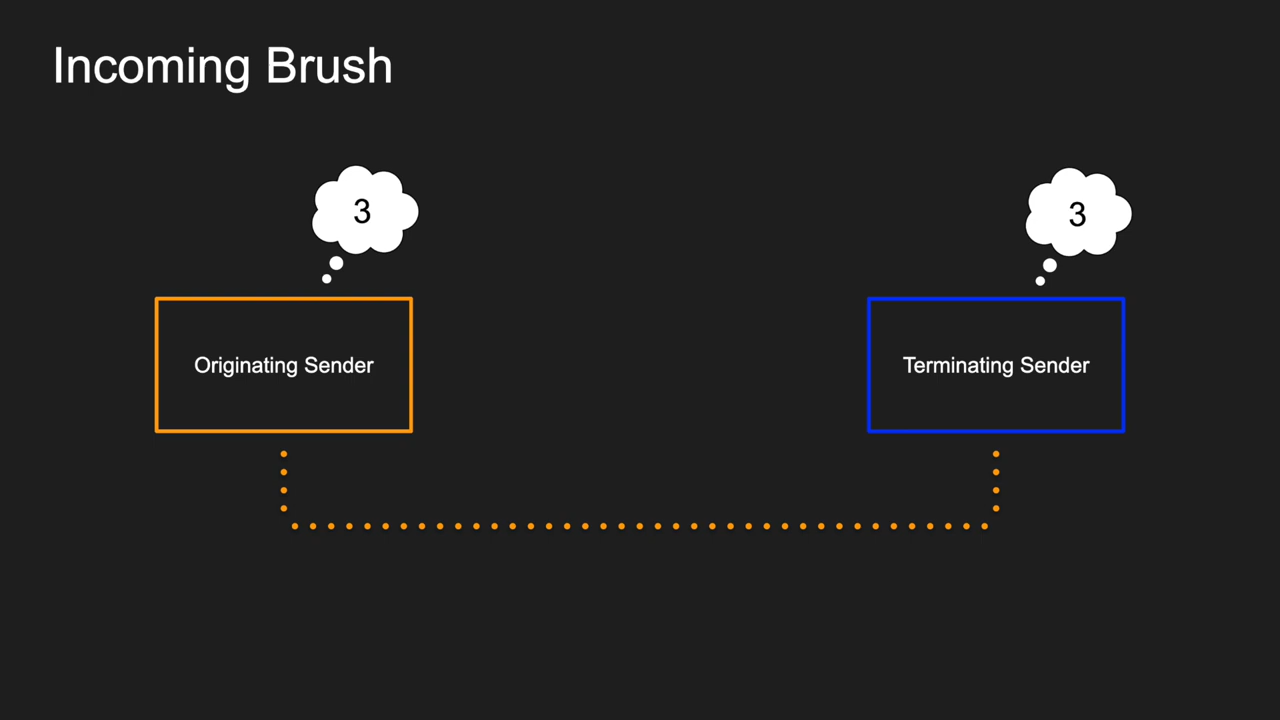 Incoming Brush
3
3
Originating Sender
Terminating Sender